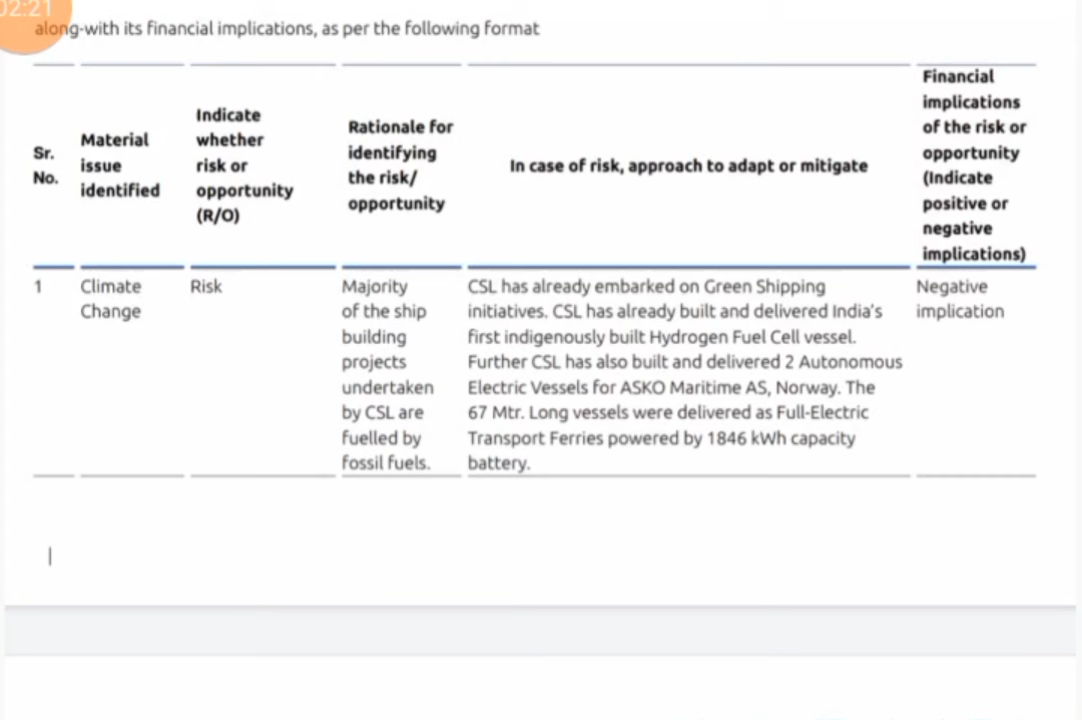 02:21
along-with its financial implications, as per the following format
Sr.
No.
Material
issue
identified
Indicate
whether
risk or
opportunity
(R/O)
Rationale for
identifying
the risk/
opportunity
In case of risk, approach to adapt or mitigate
Financial
implications
of the risk or
opportunity
(Indicate
positive or
negative
implications)
1
Climate
Change
Risk
Majority
of the ship
building
projects
undertaken
by CSL are
fuelled by
fossil fuels.
CSL has already embarked on Green Shipping
initiatives. CSL has already built and delivered India's
first indigenously built Hydrogen Fuel Cell vessel.
Further CSL has also built and delivered 2 Autonomous
Electric Vessels for ASKO Maritime AS, Norway. The
67 Mtr. Long vessels were delivered as Full-Electric
Transport Ferries powered by 1846 kWh capacity
battery.
Negative
implication